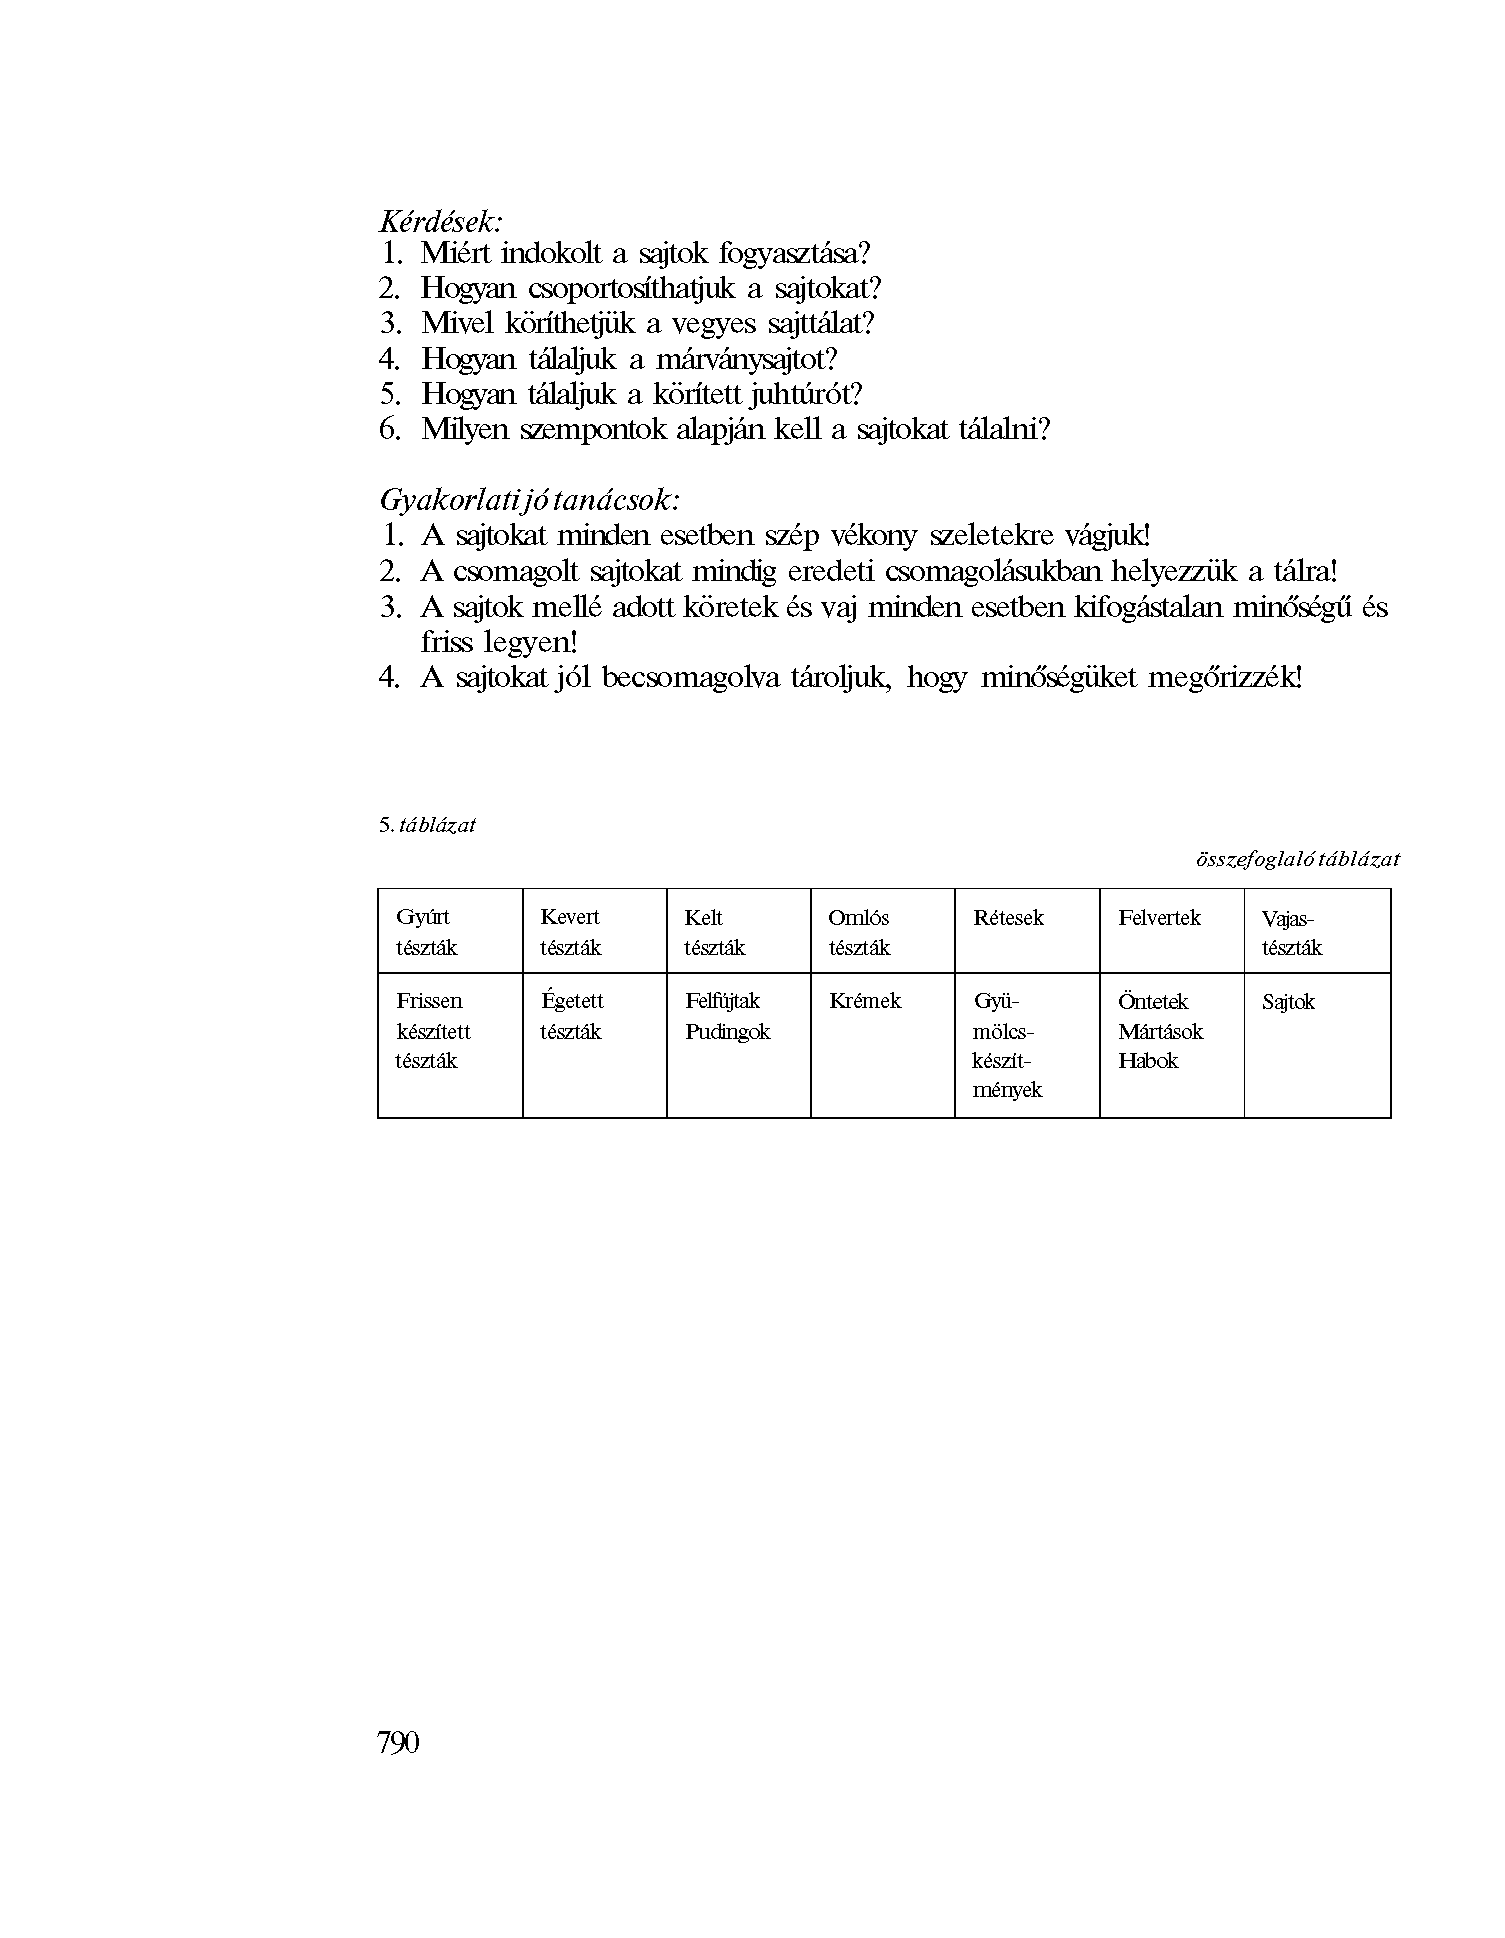 Kérdések:
1. Miért indokolt a sajtok fogyasztása?
2. Hogyan csoportosíthatjuk a sajtokat?
3. Mivel köríthetjük a vegyes sajttálat?
4. Hogyan tálaljuk a márványsajtot?
5. Hogyan tálaljuk a körített juhtúrót?
6. Milyen szempontok alapján kell a sajtokat tálalni?
Gyakorlati jó tanácsok:
1. A sajtokat minden esetben szép vékony szeletekre vágjuk!
2. A csomagolt sajtokat mindig eredeti csomagolásukban helyezzük a tálra!
3. A sajtok mellé adott köretek és vaj minden esetben kifogástalan minőségű és
friss legyen!
4. A sajtokat jól becsomagolva tároljuk, hogy minőségüket megőrizzék!
5. táblázat
összefoglaló táblázat
Gyúrt Kevert Kelt Omlós Rétesek Felvertek Vajas-
tészták tészták tészták tészták tészták
Frissen Égetett Felfújtak Krémek Gyü- Öntetek Sajtok
készített tészták Pudingok mölcs- Mártások
tészták készít- Habok
mények
790